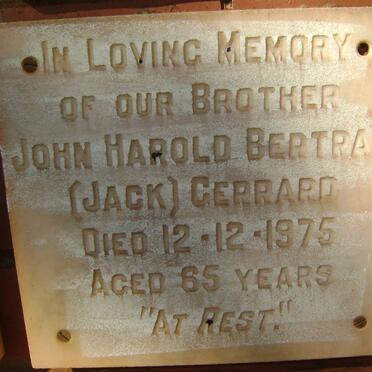 In Loving Memory
of our Brother
John Harold Bertra
(Jack) Gerrard
Died 12-12-1975
Aged 65 years
"At Rest."